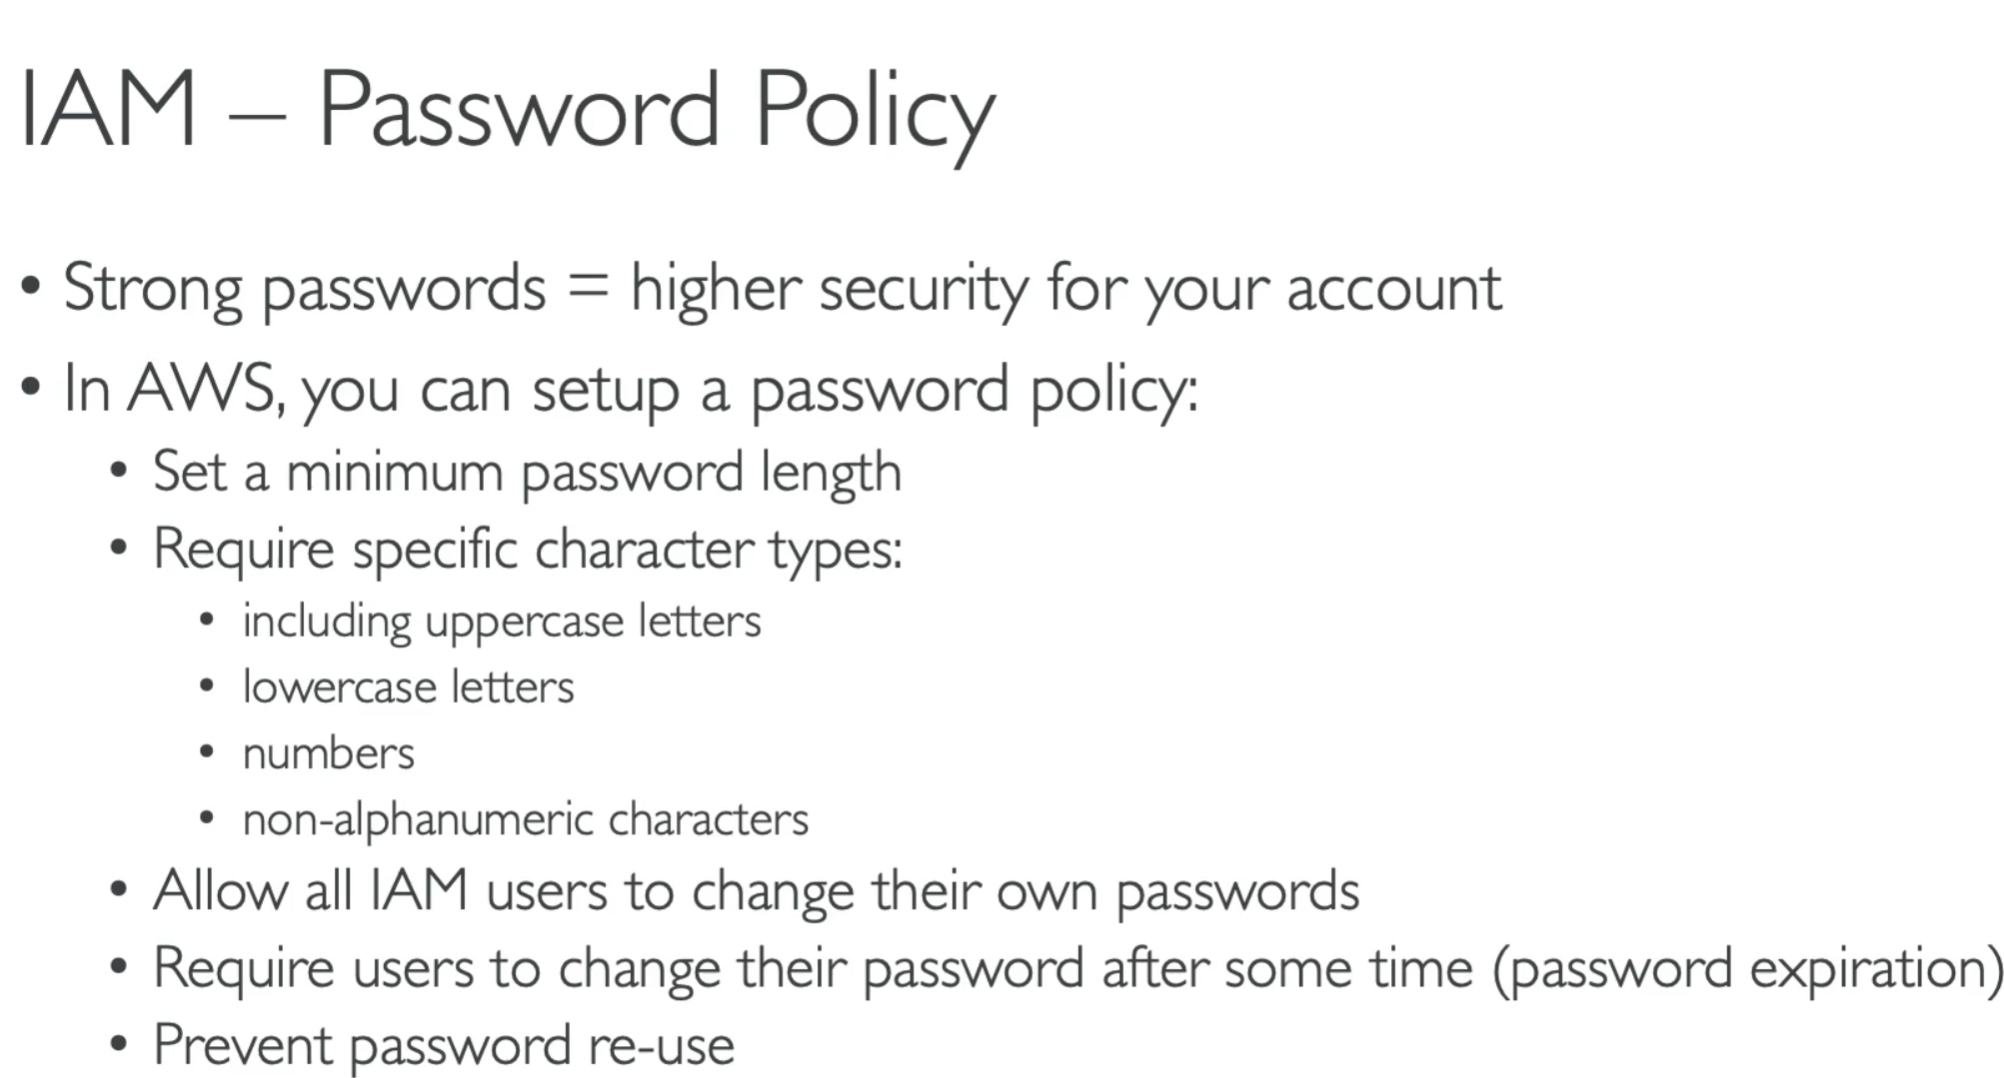 IAM – Password Policy
• Strong passwords = higher security for your account
• In AWS, you can setup a password policy:
• Set a minimum password length
• Require specific character types:
• including uppercase letters
• lowercase letters
• numbers
• non-alphanumeric characters
• Allow all IAM users to change their own passwords
• Require users to change their password after some time (password expiration)
• Prevent password re-use